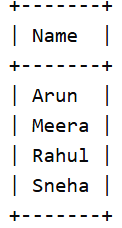 +-------+
| Name  |
+-------+
| Arun  |
| Meera |
| Rahul |
| Sneha |
+-------+